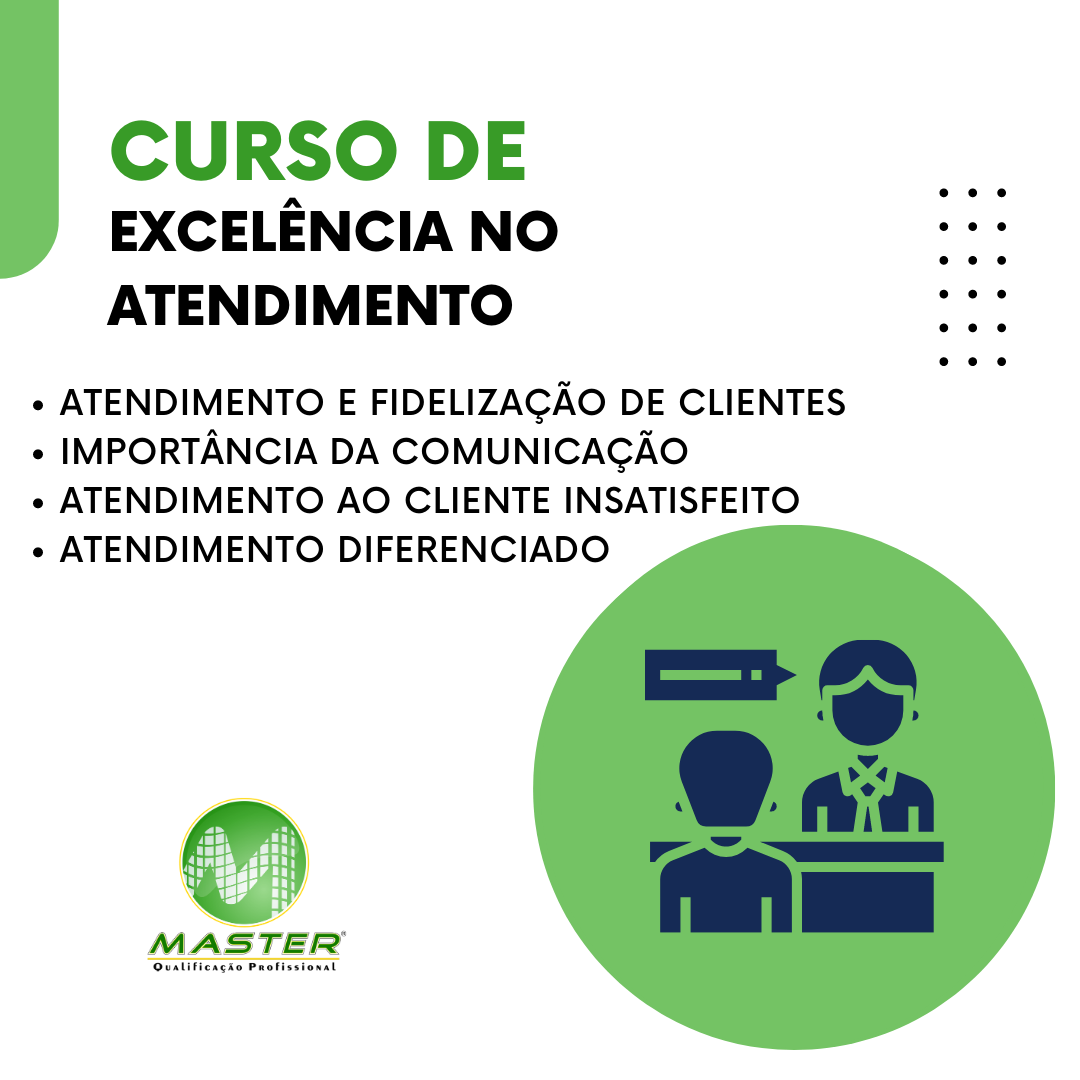 CURSO DE
EXCELÊNCIA NO
ATENDIMENTO
• ATENDIMENTO E FIDELIZAÇÃO DE CLIENTES
• IMPORTÂNCIA DA COMUNICAÇÃO
• ATENDIMENTO AO CLIENTE INSATISFEITO
• ATENDIMENTO DIFERENCIADO
MASTER®
Qualificação Profissional